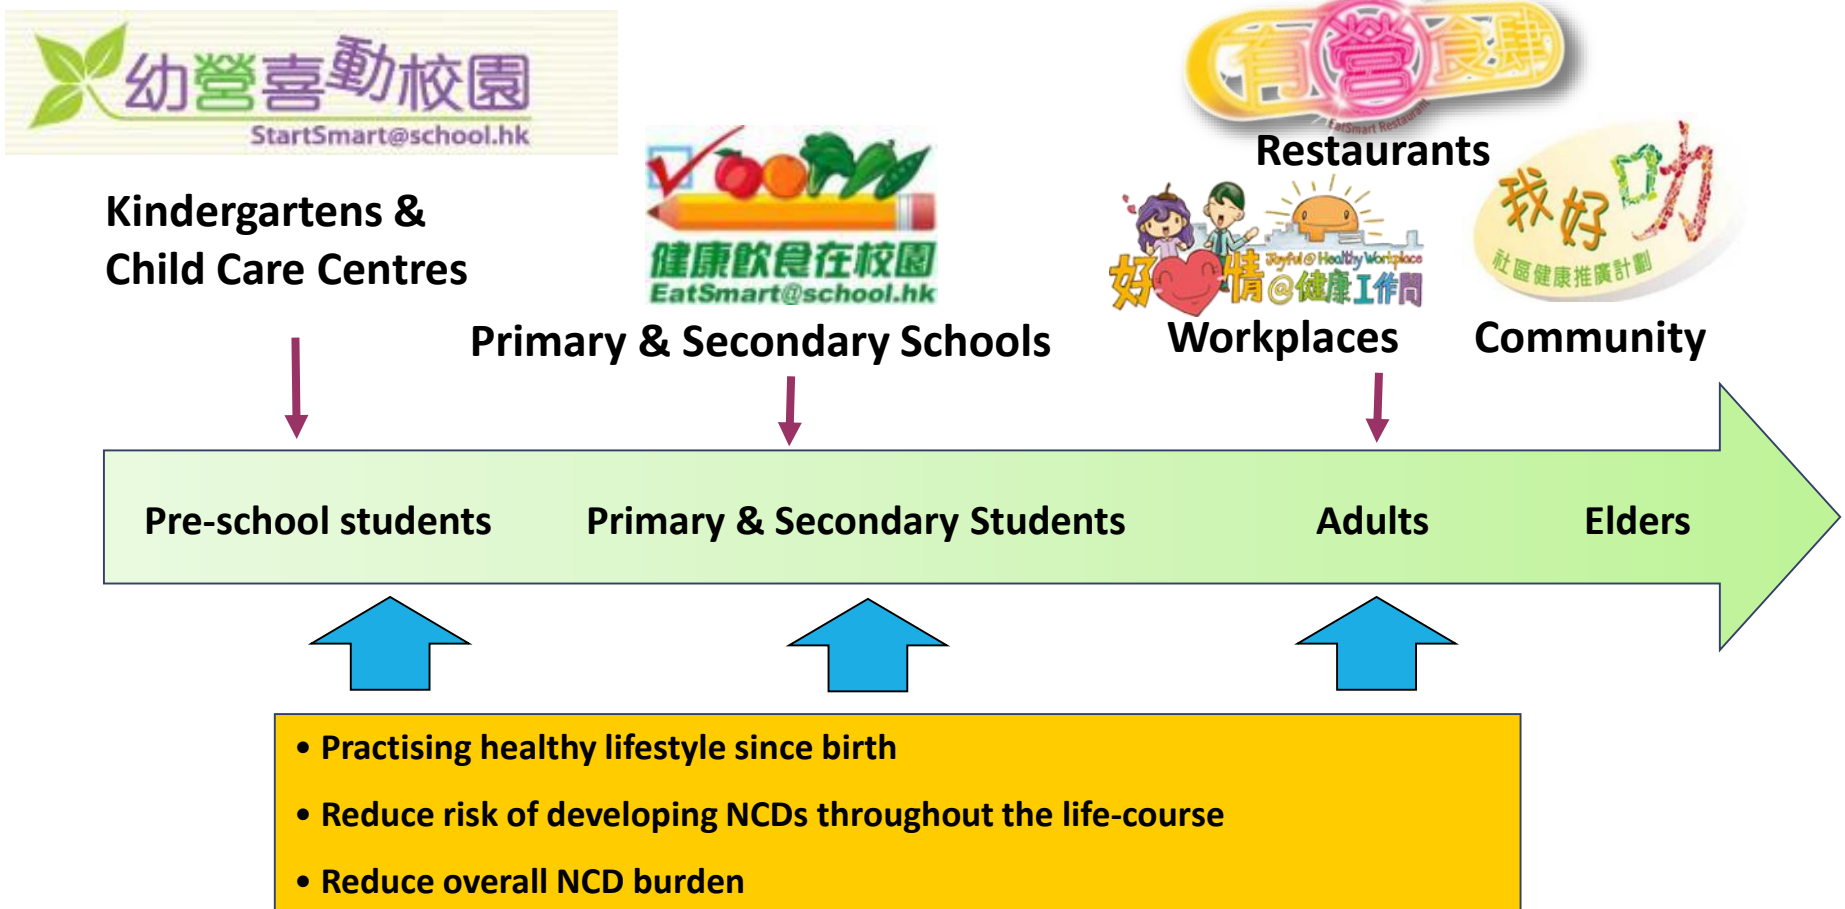 幼營喜動校園
StartSmart@school.hk
Kindergartens &
Child Care Centres
健康飲食在校園
EatSmart@school.hk
Primary & Secondary Schools
有營食肆
EatSmart Restaurant
Restaurants
Joyful@Healthy Workplace
好情@健康工作間
Workplaces
我好叻
社區健康推廣計劃
Community
Pre-school students
Primary & Secondary Students
Adults
Elders
• Practising healthy lifestyle since birth
• Reduce risk of developing NCDs throughout the life-course
• Reduce overall NCD burden